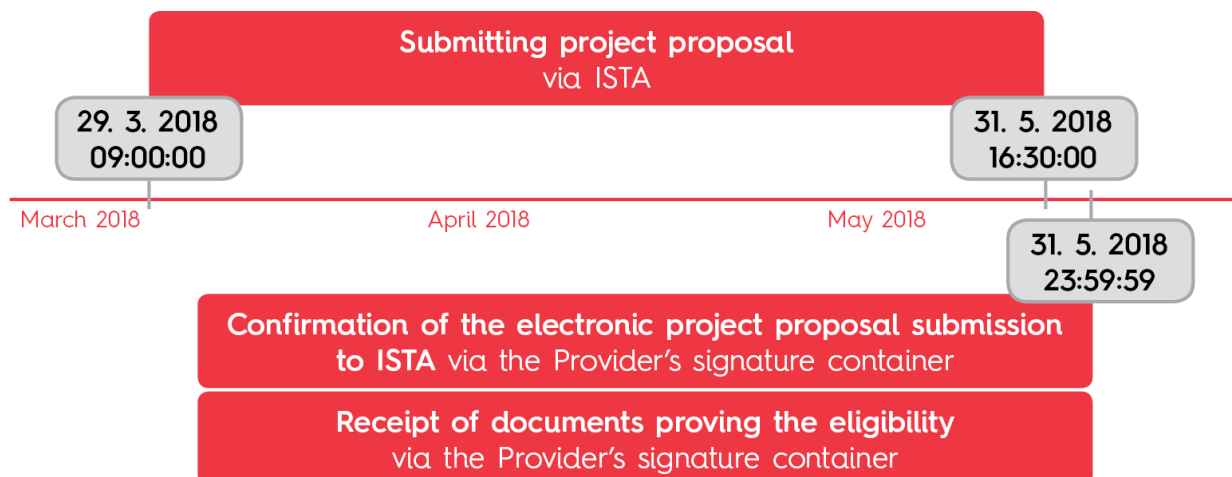 Submitting project proposal
via ISTA
29. 3. 2018
09:00:00
31. 5. 2018
16:30:00
March 2018
April 2018
May 2018
31. 5. 2018
23:59:59
Confirmation of the electronic project proposal submission
to ISTA via the Provider’s signature container
Receipt of documents proving the eligibility
via the Provider’s signature container